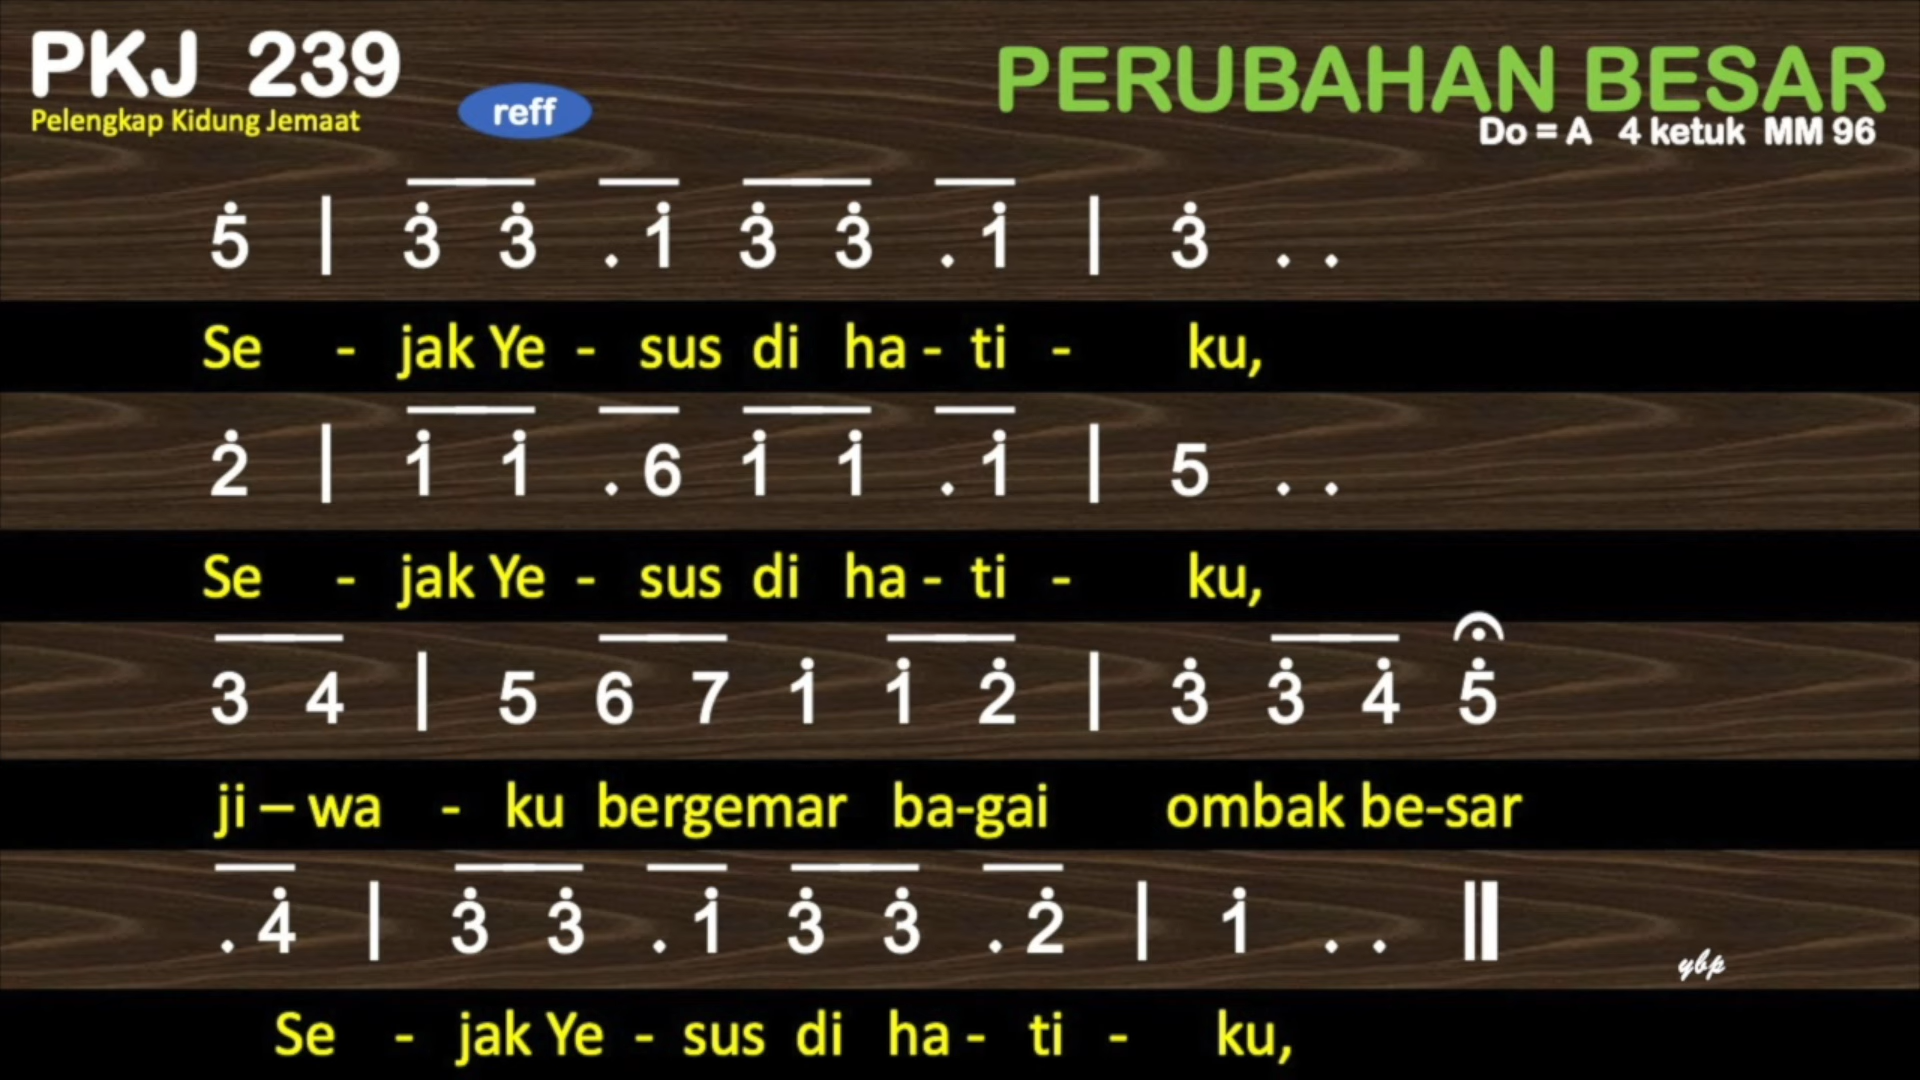 PKJ 239
Pelengkap Kidung Jemaat
reff
PERUBAHAN BESAR
Do = A 4 ketuk MM 96
5̇ | 3̇ 3̇ . 1̇ 3̇ 3̇ . 1̇ | 3̇ . .
Se - jak Ye - sus di ha - ti - ku,
2̇ | 1̇ 1̇ . 6 1̇ 1̇ . 1̇ | 5 . .
Se - jak Ye - sus di ha - ti - ku,
3 4 | 5 6 7 1̇ 1̇ 2̇ | 3̇ 3̇ 4̇ 5̇
ji – wa - ku bergemar ba-gai ombak be-sar
. 4̇ | 3̇ 3̇ . 1̇ 3̇ 3̇ . 2̇ | 1̇ . . ||
ybp
Se - jak Ye - sus di ha - ti - ku,